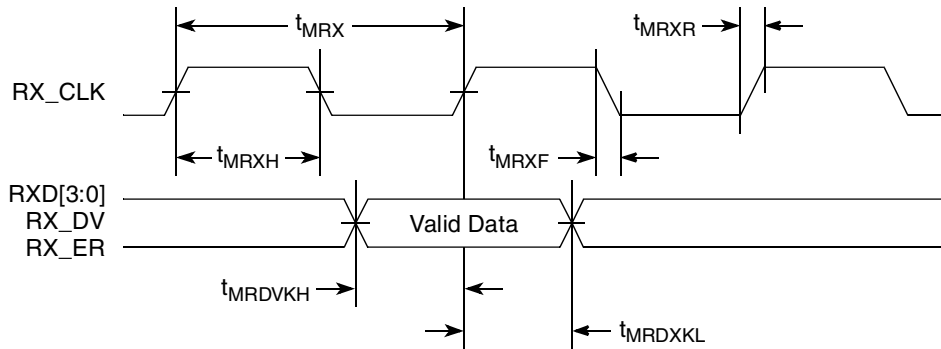 tMRX
tMRXR
RX_CLK
tMRXH
tMRXF
RXD[3:0]
RX_DV
Valid Data
RX_ER
tMRDVKH
tMRDXKL